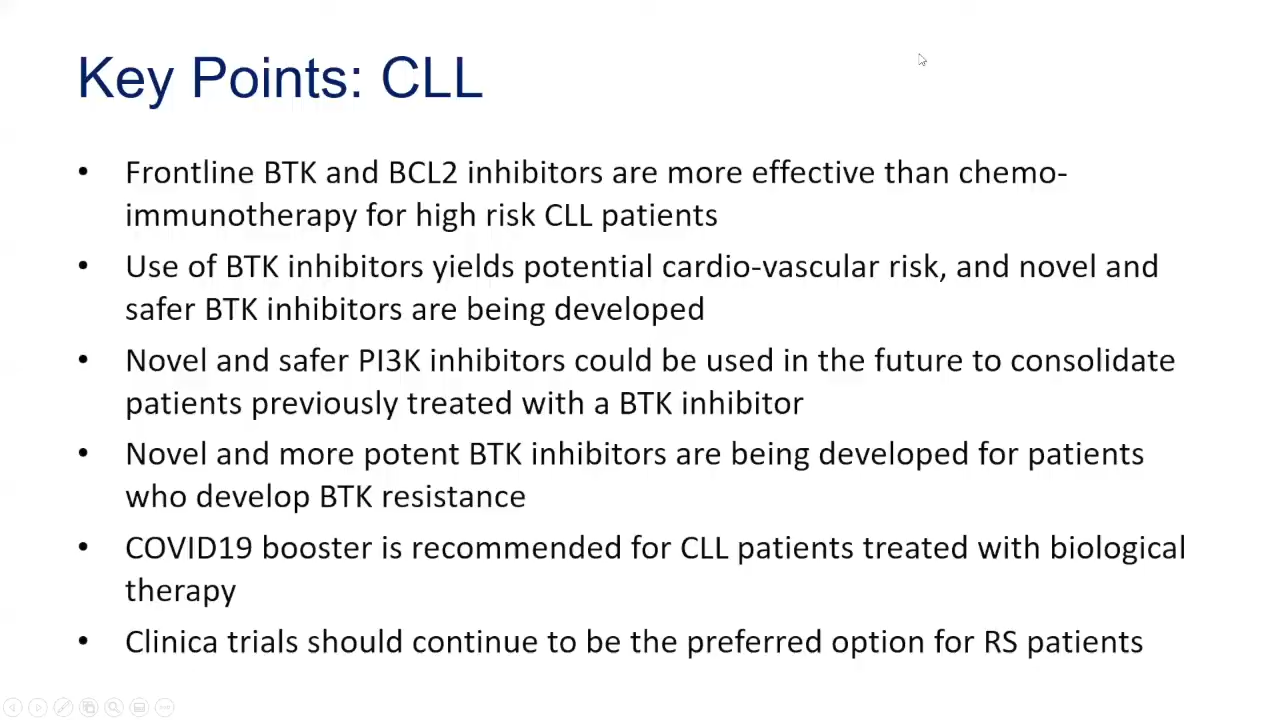 Key Points: CLL
• Frontline BTK and BCL2 inhibitors are more effective than chemo-
immunotherapy for high risk CLL patients
• Use of BTK inhibitors yields potential cardio-vascular risk, and novel and
safer BTK inhibitors are being developed
• Novel and safer PI3K inhibitors could be used in the future to consolidate
patients previously treated with a BTK inhibitor
• Novel and more potent BTK inhibitors are being developed for patients
who develop BTK resistance
• COVID19 booster is recommended for CLL patients treated with biological
therapy
• Clinica trials should continue to be the preferred option for RS patients